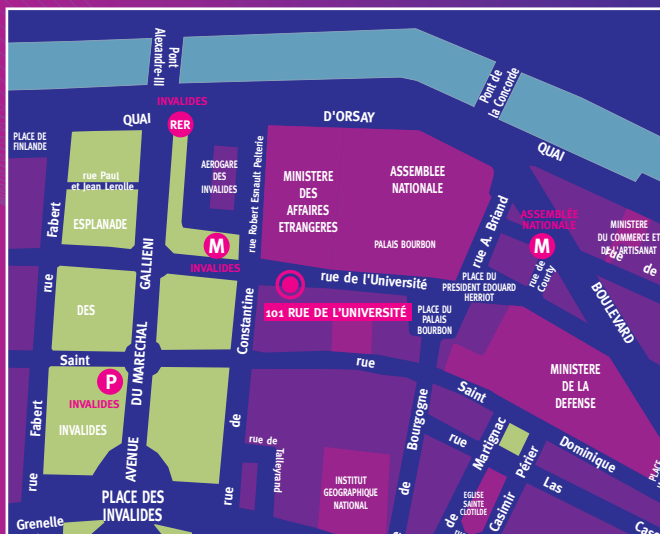 Pont
Alexandre-III
Pont de
la Concorde
INVALIDES
RER
QUAI
D'ORSAY
QUAI
PLACE DE
FINLANDE
rue Paul
et Jean Lerolle
AEROGARE
DES
INVALIDES
rue Robert Esnault Pelterie
MINISTERE
DES
AFFAIRES
ETRANGERES
ASSEMBLEE
NATIONALE
PALAIS BOURBON
rue A. Briand
ASSEMBLÉE
NATIONALE
M
MINISTERE
DU COMMERCE ET
DE L'ARTISANAT
rue de
Fabert
ESPLANADE
GALLIENI
M
INVALIDES
rue de l'Université
PLACE DU
PRESIDENT EDOUARD
HERRIOT
rue de
Courty
BOULEVARD
rue
DES
Constantine
101 RUE DE L'UNIVERSITÉ
PLACE DU
PALAIS
BOURBON
Saint
rue
DU MARECHAL
MINISTERE
DE LA
DEFENSE
P
INVALIDES
Saint
Fabert
INVALIDES
de
Bourgogne
rue
Martignac
Dominique
rue de
Talleyrand
AVENUE
Périer
Las
rue
PLACE DES
INVALIDES
rue
INSTITUT
GEOGRAPHIQUE
NATIONAL
de
EGLISE
SAINTE
CLOTILDE
Casimir
de
Grenelle